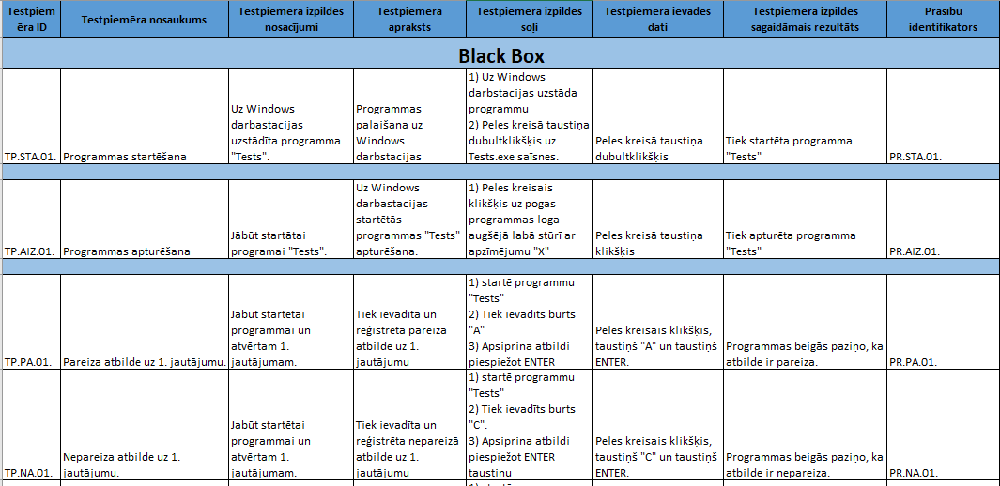 Testpiem
ēra ID
Testpiemēra nosaukums
Testpiemēra izpildes
nosacījumi
Testpiemēra
apraksts
Testpiemēra izpildes
soļi
Testpiemēra ievades
dati
Testpiemēra izpildes
sagaidāmais rezultāts
Prasību
identifikators
Black Box
TP.STA.01.
Programmas startēšana
Uz Windows
darbastacijas
uzstādīta programma
"Tests".
Programmas
palaišana uz
Windows
darbstacijas
1) Uz Windows
darbstacijas uzstāda
programmu
2) Peles kreisā taustiņa
dubultklikšķis uz
Tests.exe saīsnes.
Peles kreisā taustiņa
dubultklikšķis
Tiek startēta programma
"Tests"
PR.STA.01.
TP.AIZ.01.
Programmas apturēšana
Jābūt startātai
programai "Tests".
Uz Windows
darbastacijas
startētās
programmas "Tests"
apturēšana.
1) Peles kreisais
klikšķis uz pogas
programmas loga
augšējā labā stūrī ar
apzīmējumu "X"
Peles kreisā taustiņa
klikšķis
Tiek apturēta programma
"Tests"
PR.AIZ.01.
TP.PA.01.
Pareiza atbilde uz 1. jautājumu.
Jabūt startētai
programmai un
atvērtam 1.
jautājumam.
Tiek ievadīta un
reģistrēta pareizā
atbilde uz 1.
jautājumu
1) startē programmu
"Tests"
2) Tiek ievadīts burts
"A"
3) Apsiprina atbildi
piespiežot ENTER
Peles kreisais klikšķis,
taustiņš "A" un taustiņš
ENTER.
Programmas beigās paziņo, ka
atbilde ir pareiza.
PR.PA.01.
TP.NA.01.
Nepareiza atbilde uz 1.
jautājumu.
Jabūt startētai
programmai un
atvērtam 1.
jautājumam.
Tiek ievadīta un
reģistrēta nepareizā
atbilde uz 1.
jautājumu
1) startē programmu
"Tests"
2) Tiek ievadīts burts
"C".
3) Apsiprina atbildi
piespiežot ENTER
taustiņu
Peles kreisais klikšķis,
taustiņš "C" un taustiņš
ENTER.
Programmas beigās paziņo, ka
atbilde ir nepareiza.
PR.NA.01.